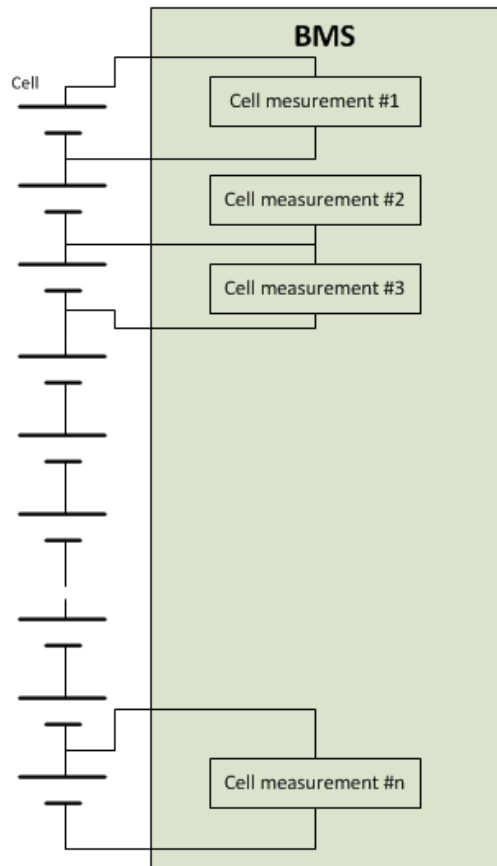 BMS
Cell
Cell mesurement #1
Cell measurement #2
Cell measurement #3
Cell measurement #n